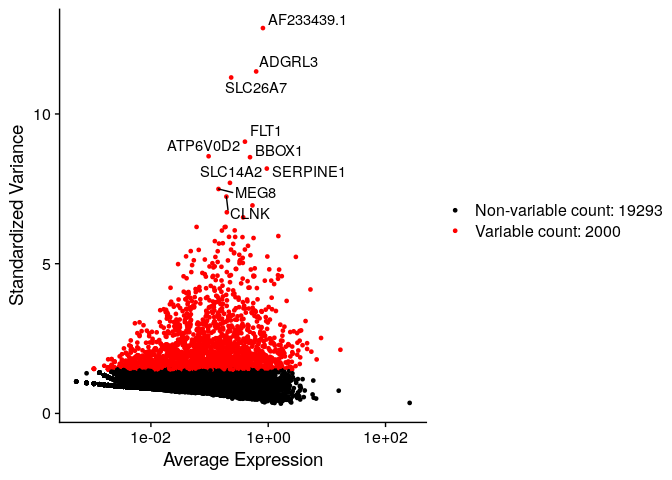 AF233439.1
ADGRL3
SLC26A7
FLT1
ATP6V0D2
BBOX1
SLC14A2
SERPINE1
MEG8
CLNK
10
5
0
Standardized Variance
1e-02 1e+00 1e+02
Average Expression
Non-variable count: 19293
Variable count: 2000